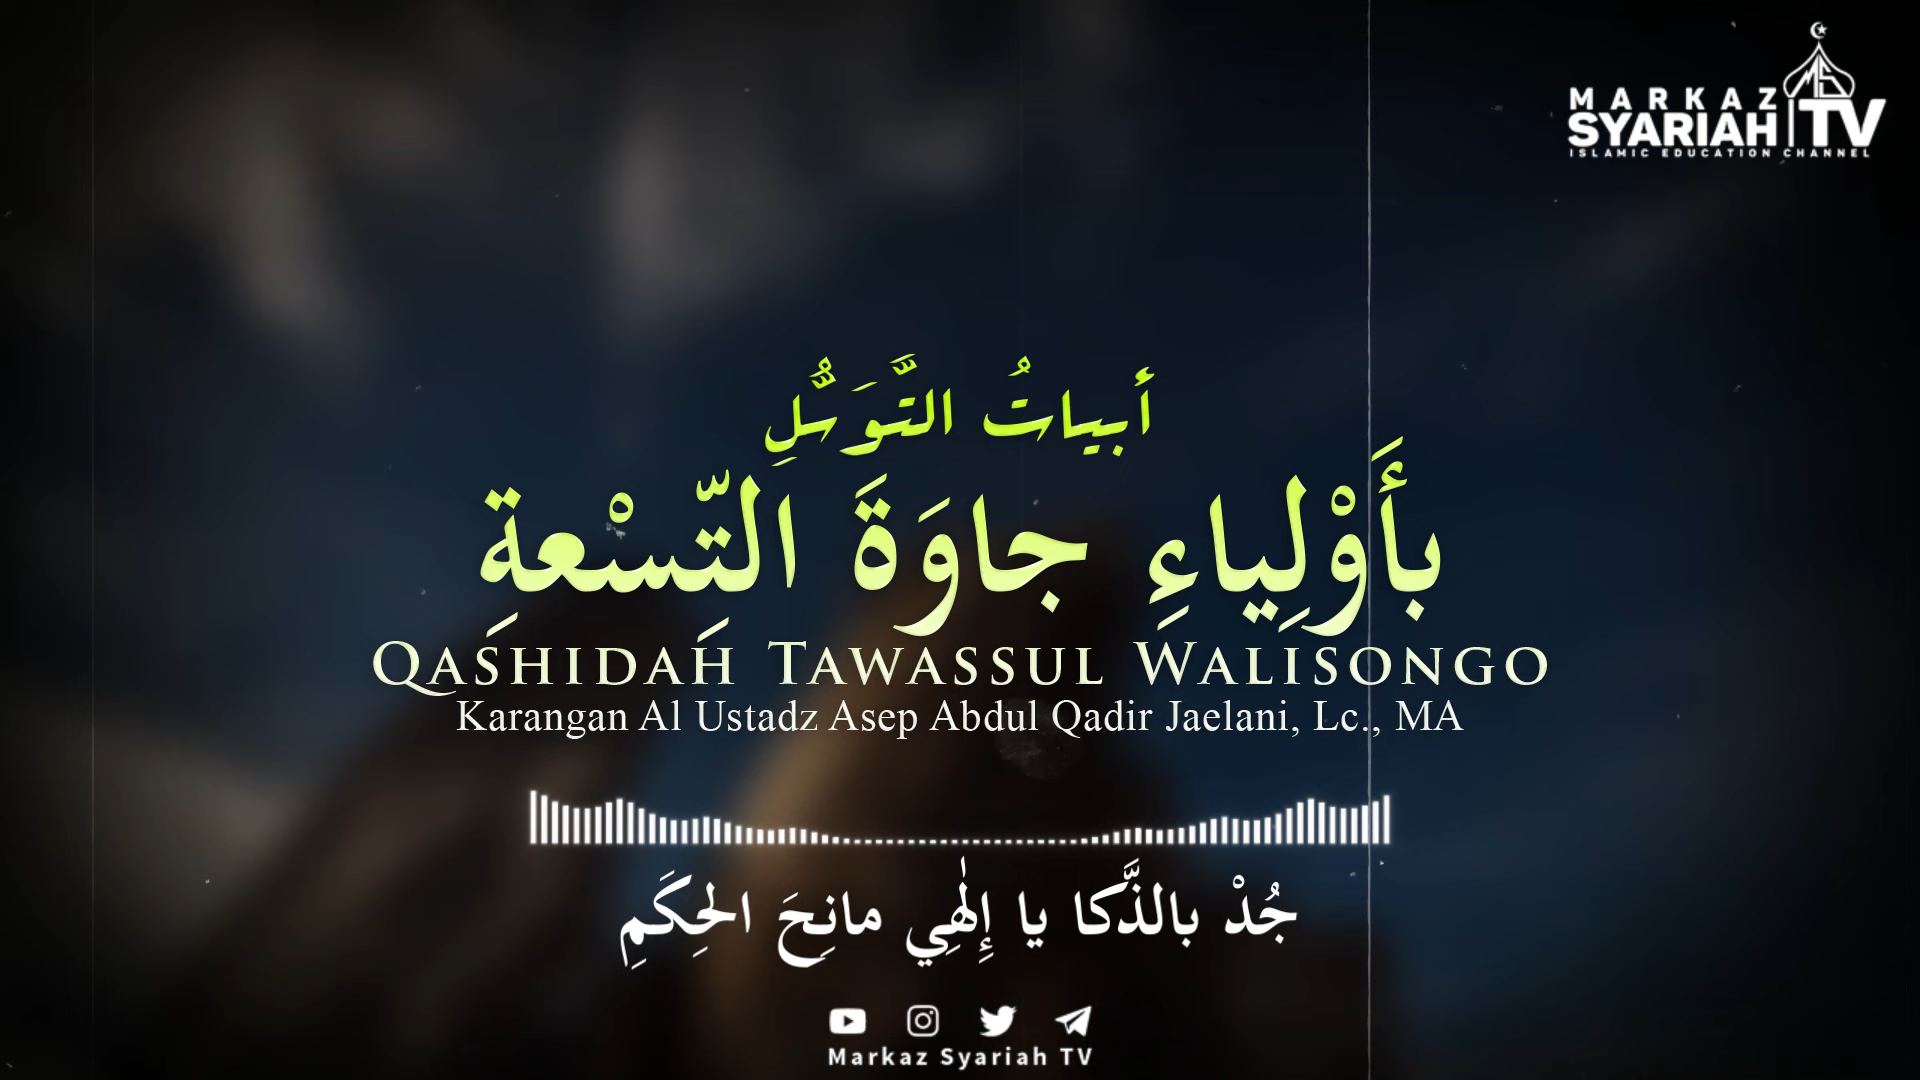 MARKAZ
SYARIAH TV
ISLAMIC EDUCATION CHANNEL
أبياتُ التَّوَسُّلِ
بأَوْلِياءِ جاوَةَ التِّسْعةِ
QASHIDAH TAWASSUL WALISONGO
Karangan Al Ustadz Asep Abdul Qadir Jaelani, Lc., MA
جُدْ بالذَّكا يا إِلٰهِي مانِحَ الحِكَمِ
Markaz Syariah TV